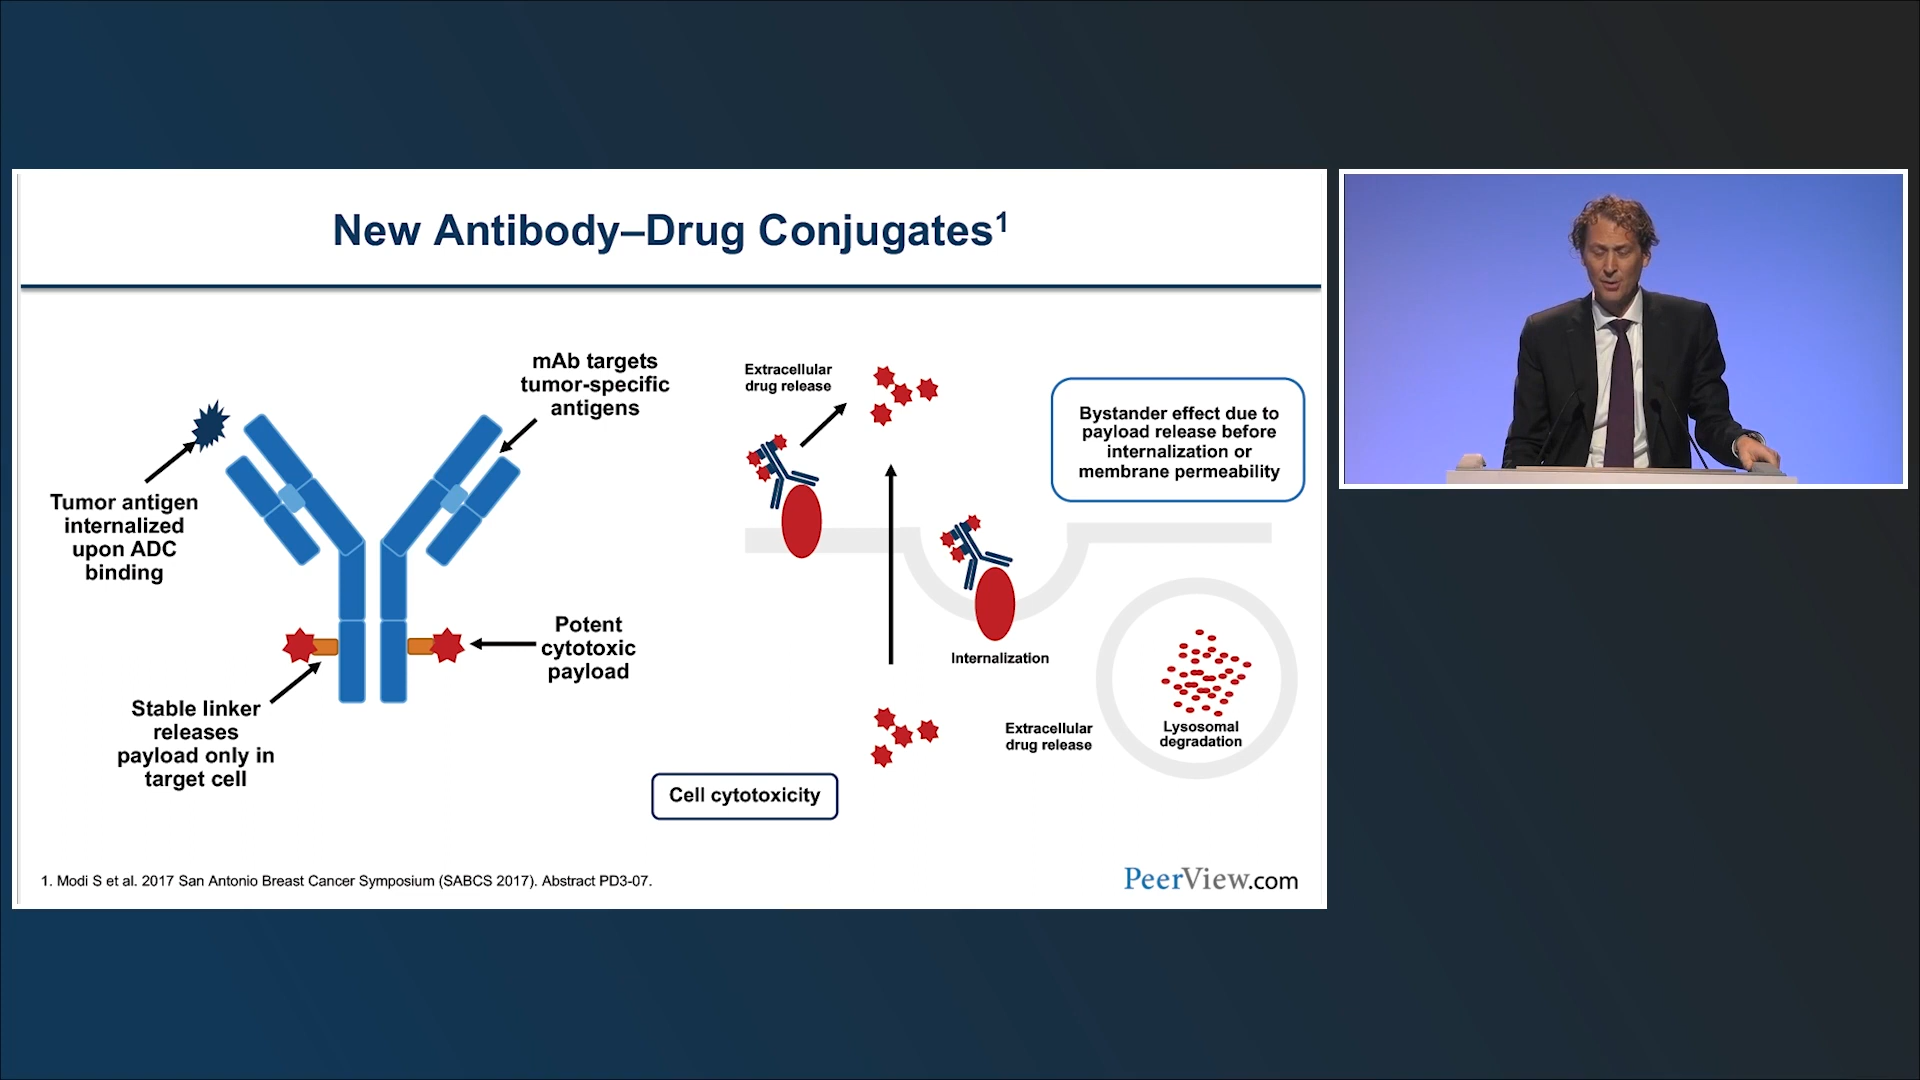 New Antibody–Drug Conjugates¹
mAb targets
tumor-specific
antigens
Tumor antigen
internalized
upon ADC
binding
Potent
cytotoxic
payload
Stable linker
releases
payload only in
target cell
Extracellular
drug release
Bystander effect due to
payload release before
internalization or
membrane permeability
Internalization
Extracellular
drug release
Lysosomal
degradation
Cell cytotoxicity
1. Modi S et al. 2017 San Antonio Breast Cancer Symposium (SABCS 2017). Abstract PD3-07.
PeerView.com